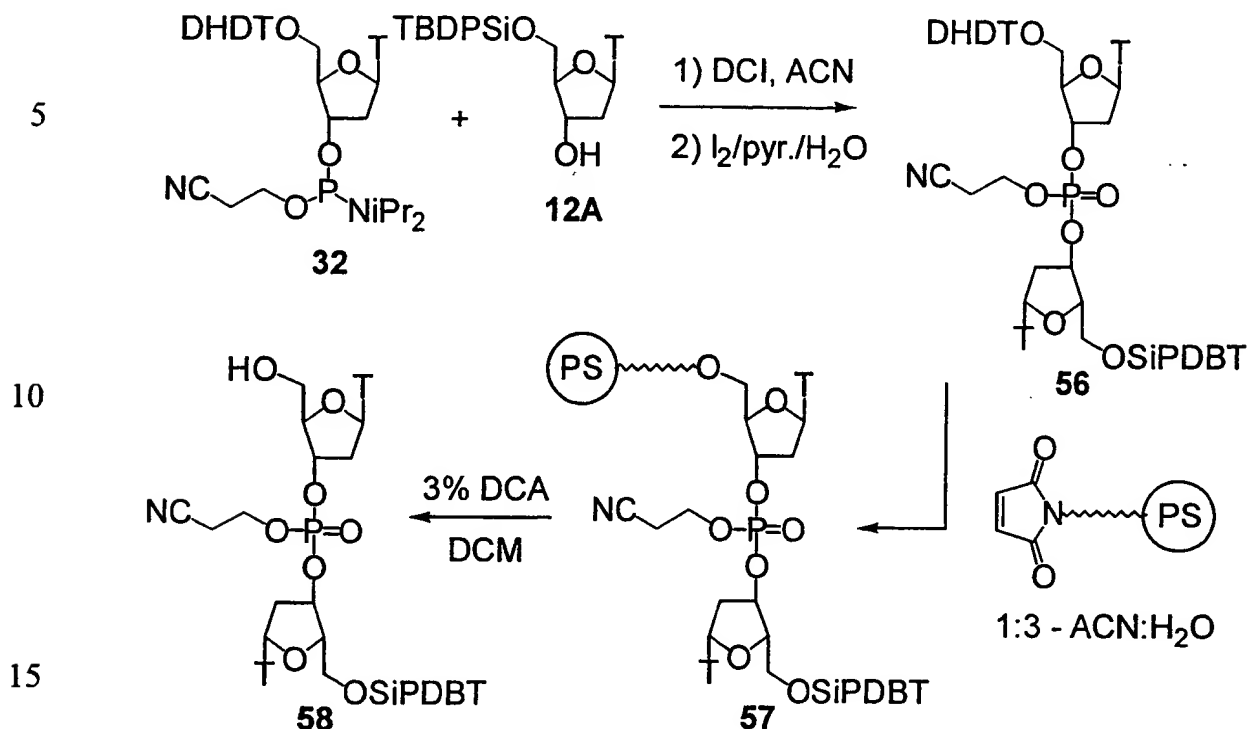 DHDTO
T
TBDPSiO
T
O
O
5
+
1) DCI, ACN
2) I₂/pyr./H₂O
O
OH
NC
O
P
NiPr₂
32
12A
DHDTO
T
O
O
NC
O
P=O
O
O
T
OSiPDBT
56
HO
T
O
10
O
NC
O
P=O
O
O
T
OSiPDBT
15
58
3% DCA
DCM
PS
O
T
O
O
NC
O
P=O
O
O
T
OSiPDBT
57
O
N
O
PS
1:3 - ACN:H₂O